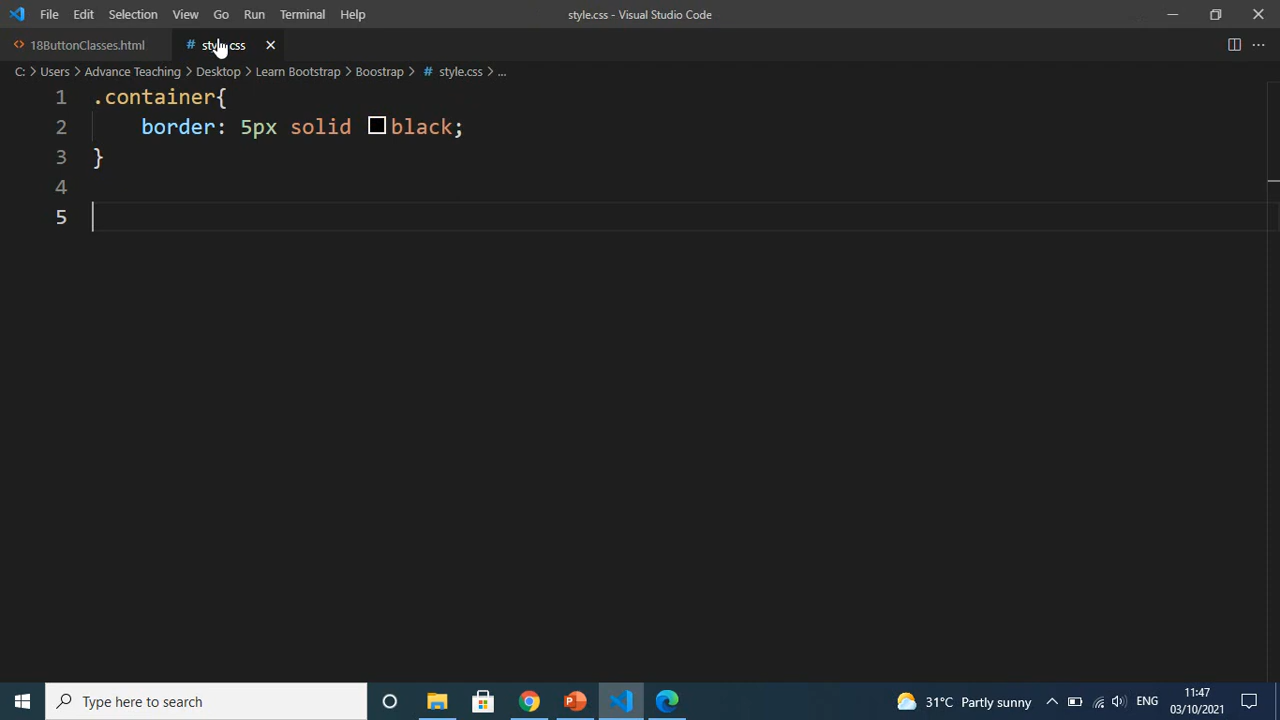 File Edit Selection View Go Run Terminal Help style.css - Visual Studio Code
18ButtonClasses.html # style.css
C: > Users > Advance Teaching > Desktop > Learn Bootstrap > Boostrap > # style.css > ...
1 .container{
2 border: 5px solid black;
3 }
4
5
Type here to search 31°C Partly sunny ENG 11:47
03/10/2021